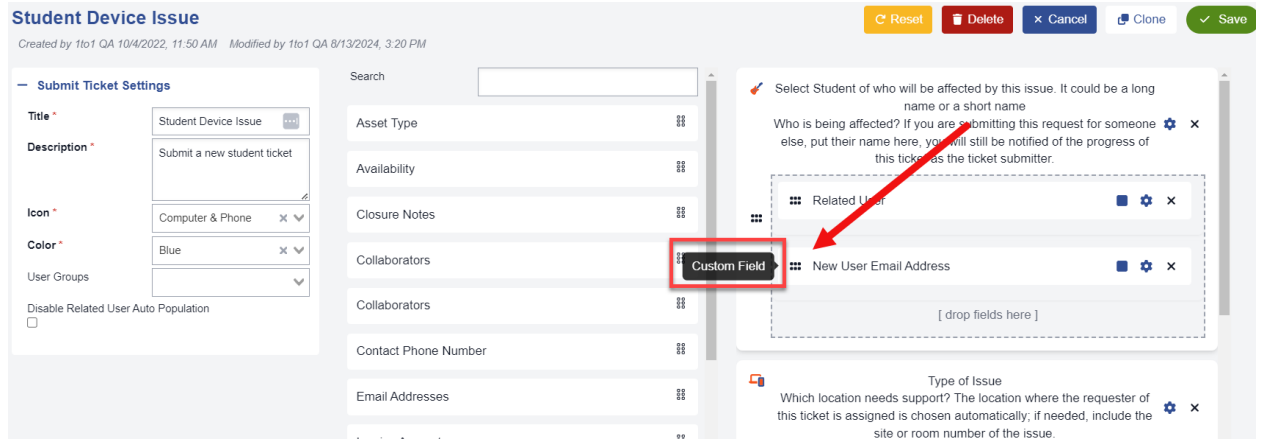 Student Device Issue
Reset
Delete
Cancel
Clone
Save
Created by 1to1 QA 10/4/2022, 11:50 AM Modified by 1to1 QA 8/13/2024, 3:20 PM
Submit Ticket Settings
Title *
Student Device Issue
Description *
Submit a new student ticket
Icon *
Computer & Phone
Color *
Blue
User Groups
Disable Related User Auto Population
Search
Asset Type
Availability
Closure Notes
Collaborators
Collaborators
Contact Phone Number
Email Addresses
Custom Field
Select Student of who will be affected by this issue. It could be a long
name or a short name
Who is being affected? If you are submitting this request for someone
else, put their name here, you will still be notified of the progress of
this ticket as the ticket submitter.
Related User
New User Email Address
[ drop fields here ]
Type of Issue
Which location needs support? The location where the requester of
this ticket is assigned is chosen automatically; if needed, include the
site or room number of the issue.